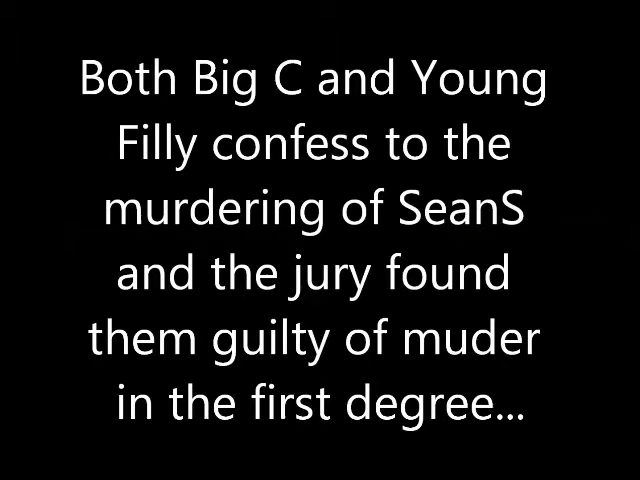 Both Big C and Young
Filly confess to the
murdering of SeanS
and the jury found
them guilty of muder
in the first degree...